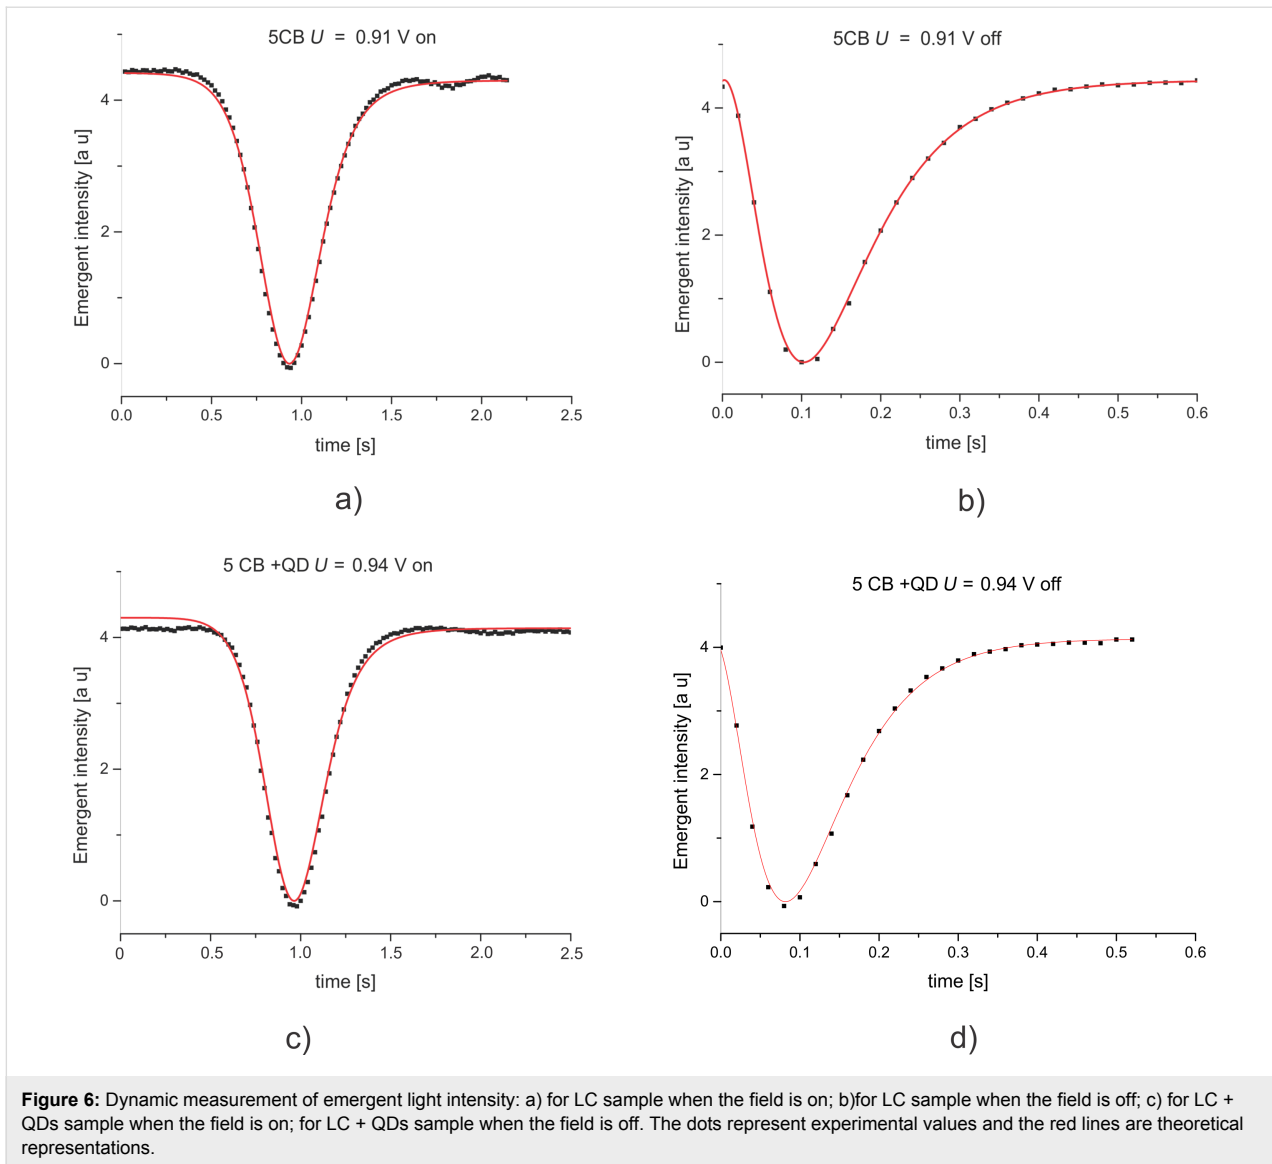 5CB U = 0.91 V on
Emergent intensity [a u]
4
2
0
0.0 0.5 1.0 1.5 2.0 2.5
time [s]
a)
5CB U = 0.91 V off
Emergent intensity [a u]
4
2
0
0.0 0.1 0.2 0.3 0.4 0.5 0.6
time [s]
b)
5 CB +QD U = 0.94 V on
Emergent intensity [a u]
4
2
0
0 0.5 1.0 1.5 2.0 2.5
time [s]
c)
5 CB +QD U = 0.94 V off
Emergent intensity [a u]
4
2
0
0.0 0.1 0.2 0.3 0.4 0.5 0.6
time [s]
d)
Figure 6: Dynamic measurement of emergent light intensity: a) for LC sample when the field is on; b)for LC sample when the field is off; c) for LC +
QDs sample when the field is on; for LC + QDs sample when the field is off. The dots represent experimental values and the red lines are theoretical
representations.